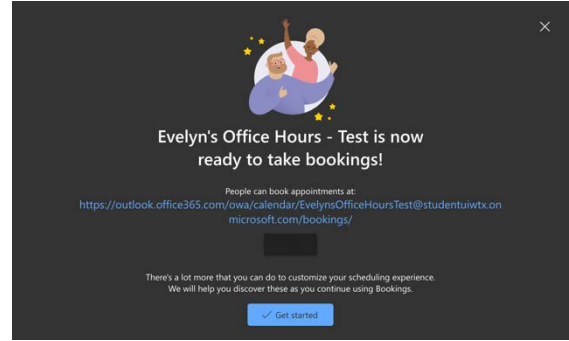 Evelyn's Office Hours - Test is now
ready to take bookings!
People can book appointments at:
https://outlook.office365.com/owa/calendar/EvelynsOfficeHoursTest@studentuiwtx.on
microsoft.com/bookings/
There's a lot more that you can do to customize your scheduling experience.
We will help you discover these as you continue using Bookings.
Get started